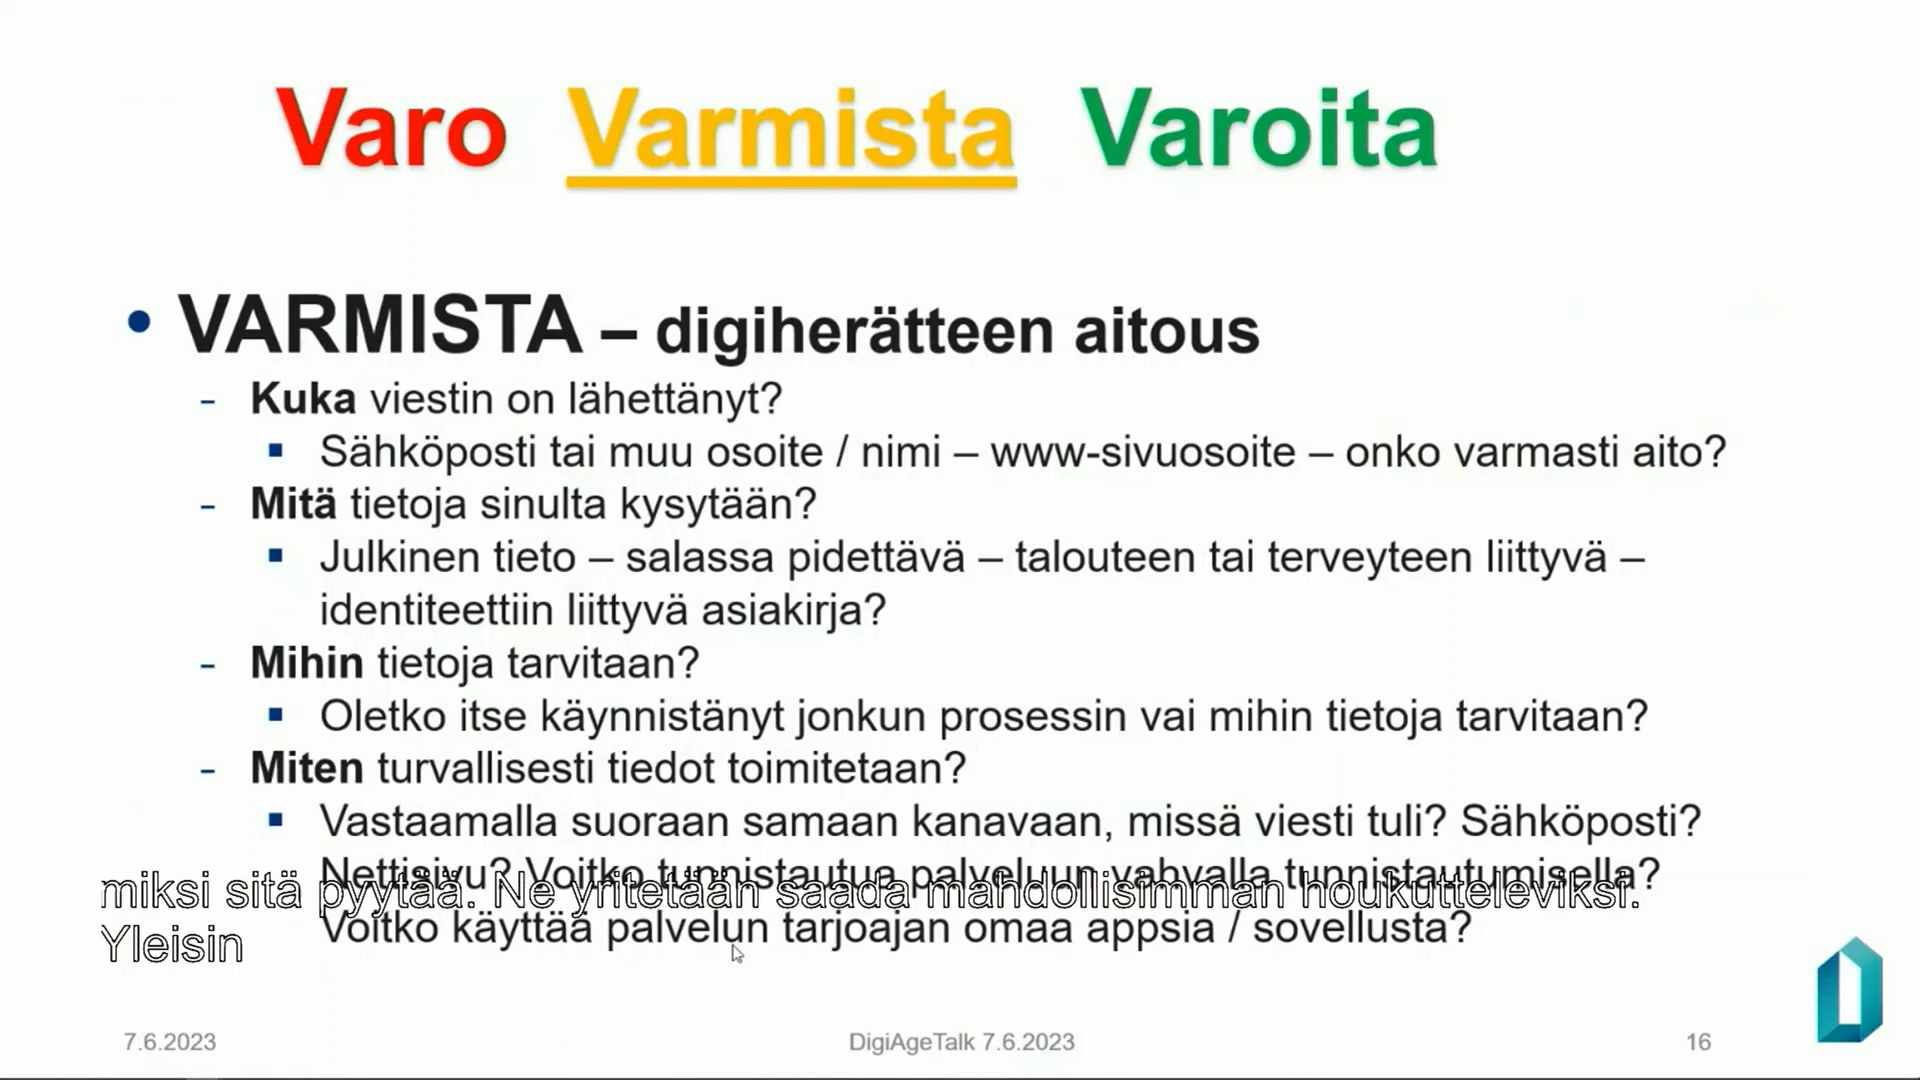 Varo Varmista Varoita
• VARMISTA – digiherätteen aitous
- Kuka viestin on lähettänyt?
▪ Sähköposti tai muu osoite / nimi – www-sivuosoite – onko varmasti aito?
- Mitä tietoja sinulta kysytään?
▪ Julkinen tieto – salassa pidettävä – talouteen tai terveyteen liittyvä –
identiteettiin liittyvä asiakirja?
- Mihin tietoja tarvitaan?
▪ Oletko itse käynnistänyt jonkun prosessin vai mihin tietoja tarvitaan?
- Miten turvallisesti tiedot toimitetaan?
▪ Vastaamalla suoraan samaan kanavaan, missä viesti tuli? Sähköposti?
Nettisivu? Voitko tunnistautua palveluun vahvalla tunnistautumisella?
miksi sitä pyytää. Ne yritetään saada mahdollisimman houkutteleviksi.
Voitko käyttää palvelun tarjoajan omaa appsia / sovellusta?
Yleisin
7.6.2023
DigiAgeTalk 7.6.2023
16